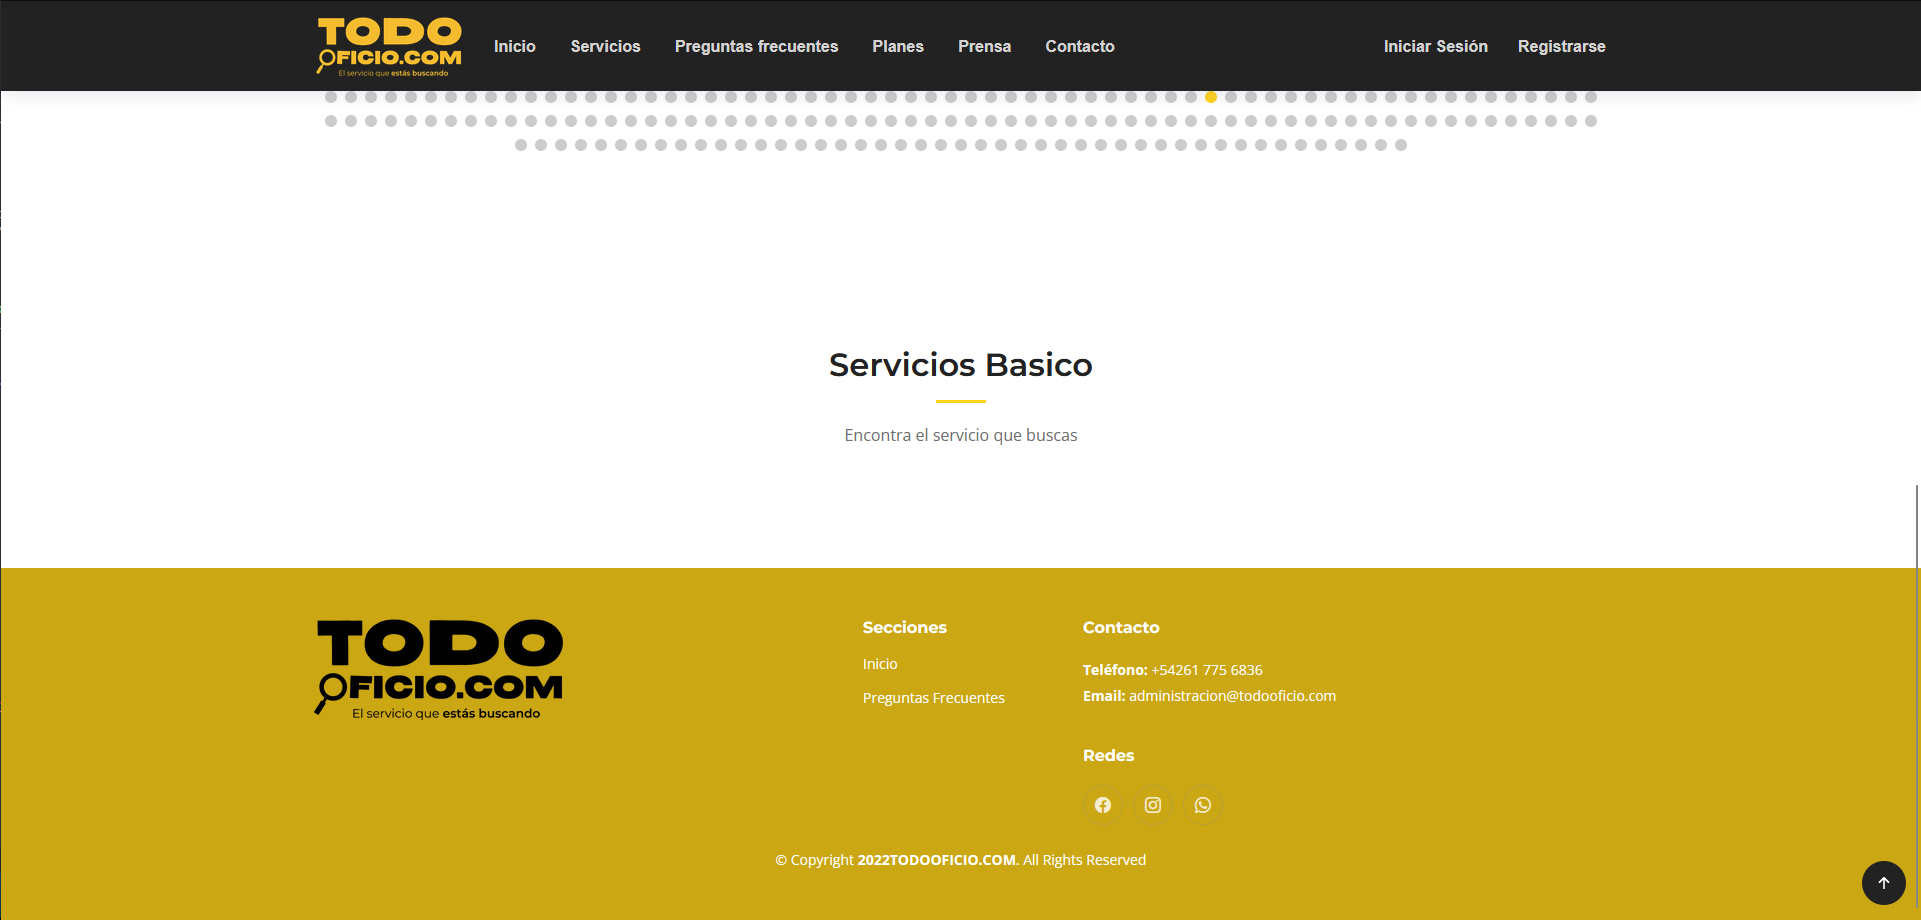 TODO
OFICIO.COM
El servicio que estás buscando
Inicio Servicios Preguntas frecuentes Planes Prensa Contacto Iniciar Sesión Registrarse
Servicios Basico
Encontra el servicio que buscas
TODO
OFICIO.COM
El servicio que estás buscando
Secciones
Inicio
Preguntas Frecuentes
Contacto
Teléfono: +54261 775 6836
Email: administracion@todooficio.com
Redes
© Copyright 2022TODOOFICIO.COM. All Rights Reserved